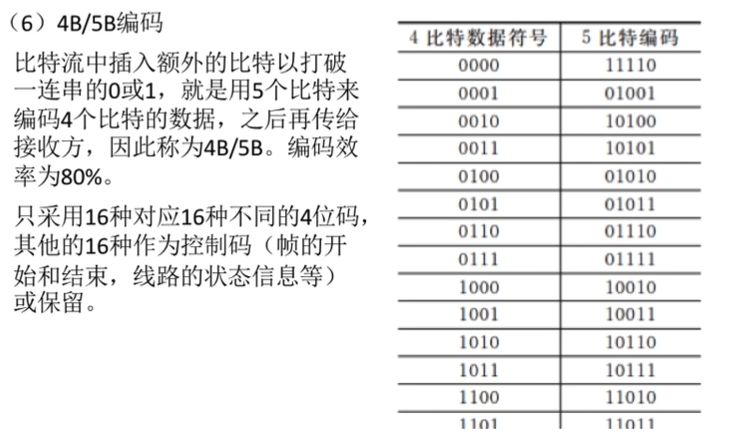 （6）4B/5B编码
比特流中插入额外的比特以打破
一连串的0或1，就是用5个比特来
编码4个比特的数据，之后再传给
接收方，因此称为4B/5B。编码效
率为80%。
只采用16种对应16种不同的4位码，
其他的16种作为控制码（帧的开
始和结束，线路的状态信息等）
或保留。
4 比特数据符号 5 比特编码
0000 11110
0001 01001
0010 10100
0011 10101
0100 01010
0101 01011
0110 01110
0111 01111
1000 10010
1001 10011
1010 10110
1011 10111
1100 11010
1101 11011